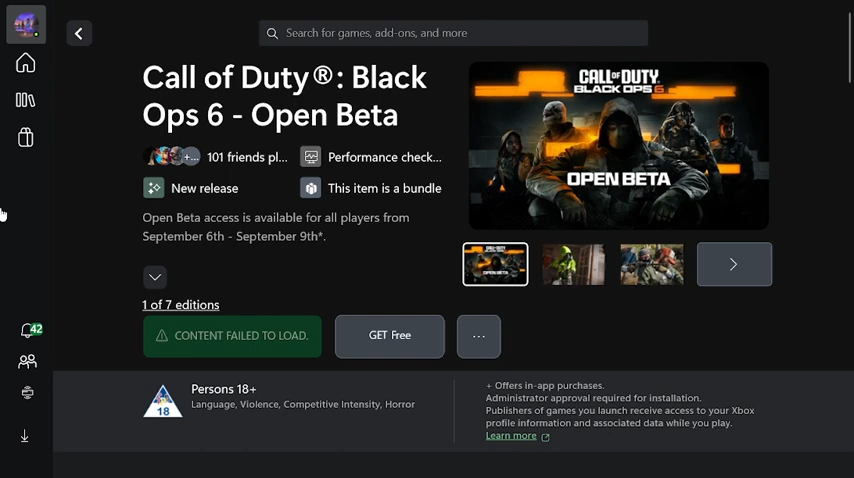 Search for games, add-ons, and more
Call of Duty®: Black
Ops 6 - Open Beta
+...
101 friends pl...
Performance check...
New release
This item is a bundle
Open Beta access is available for all players from
September 6th - September 9th*.
1 of 7 editions
CONTENT FAILED TO LOAD.
GET Free
...
CALL OF DUTY
BLACK OPS 6
OPEN BETA
42
18
Persons 18+
Language, Violence, Competitive Intensity, Horror
+ Offers in-app purchases.
Administrator approval required for installation.
Publishers of games you launch receive access to your Xbox
profile information and associated data while you play.
Learn more